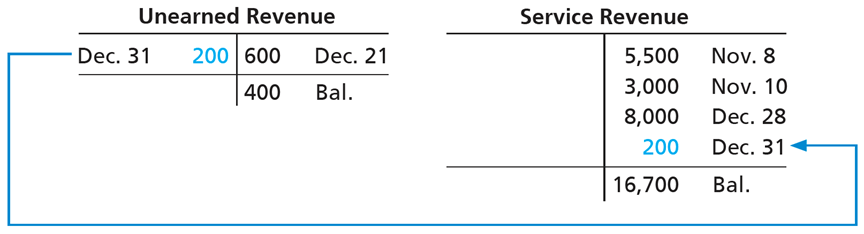 Unearned Revenue
Dec. 31 200 600 Dec. 21
400 Bal.
Service Revenue
5,500 Nov. 8
3,000 Nov. 10
8,000 Dec. 28
200 Dec. 31
16,700 Bal.